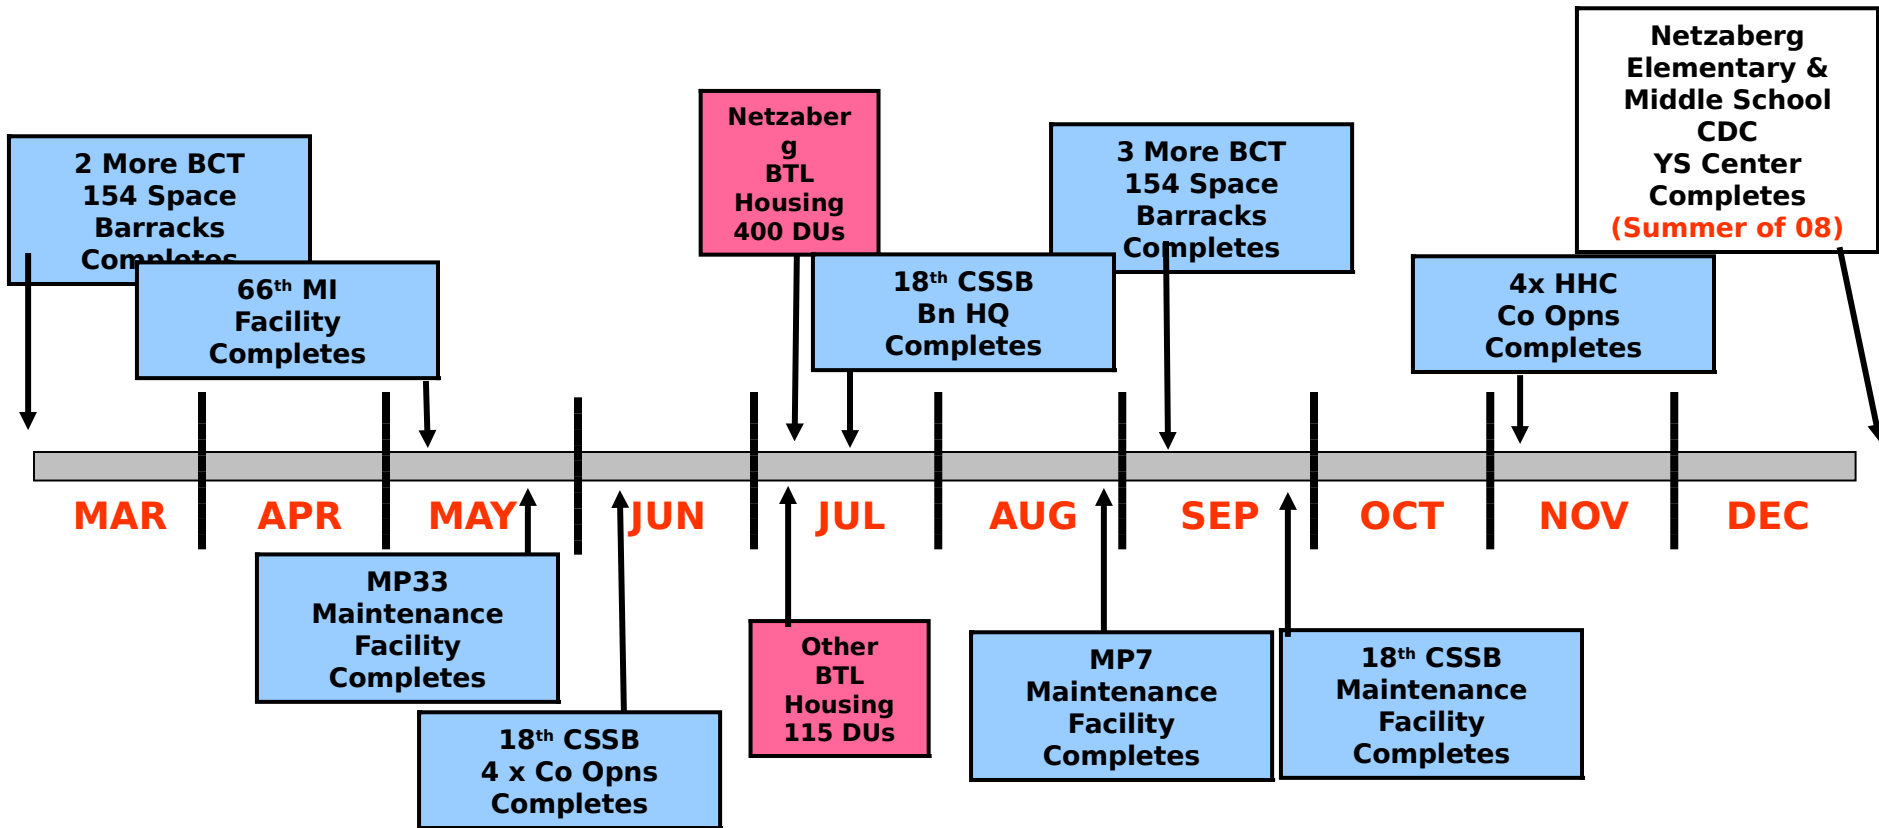 2 More BCT
154 Space
Barracks
Completes
66th MI
Facility
Completes
Netzaber
g
BTL
Housing
400 DUs
18th CSSB
Bn HQ
Completes
3 More BCT
154 Space
Barracks
Completes
4x HHC
Co Opns
Completes
Netzaberg
Elementary &
Middle School
CDC
YS Center
Completes
(Summer of 08)
MAR APR MAY JUN JUL AUG SEP OCT NOV DEC
MP33
Maintenance
Facility
Completes
18th CSSB
4 x Co Opns
Completes
Other
BTL
Housing
115 DUs
MP7
Maintenance
Facility
Completes
18th CSSB
Maintenance
Facility
Completes